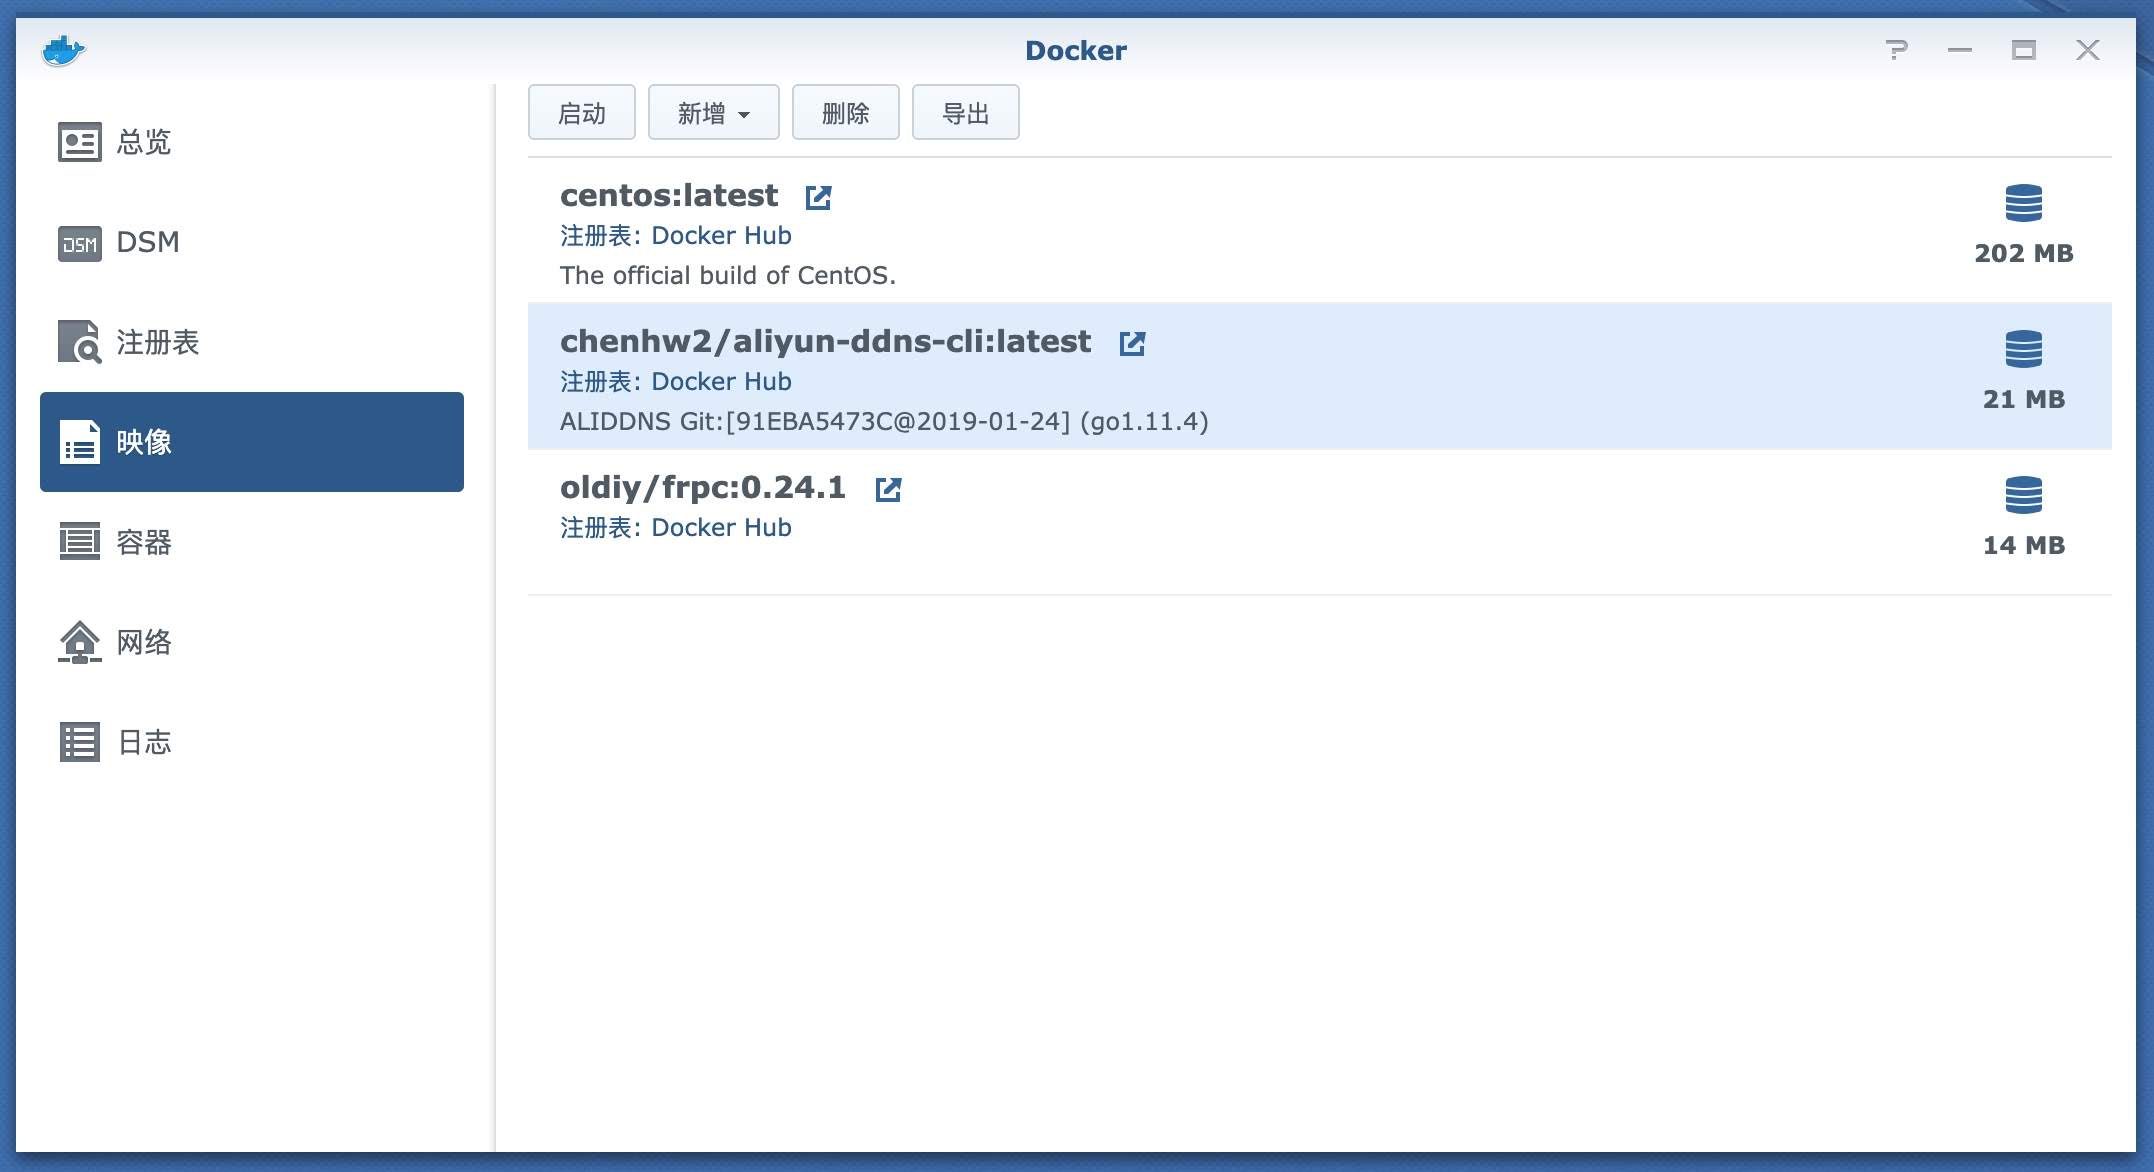 Docker
总览
DSM
DSM
注册表
映像
容器
网络
日志
启动
新增
删除
导出
centos:latest
注册表: Docker Hub
The official build of CentOS.
202 MB
chenhw2/aliyun-ddns-cli:latest
注册表: Docker Hub
ALIDDNS Git:[91EBA5473C@2019-01-24] (go1.11.4)
21 MB
oldiy/frpc:0.24.1
注册表: Docker Hub
14 MB